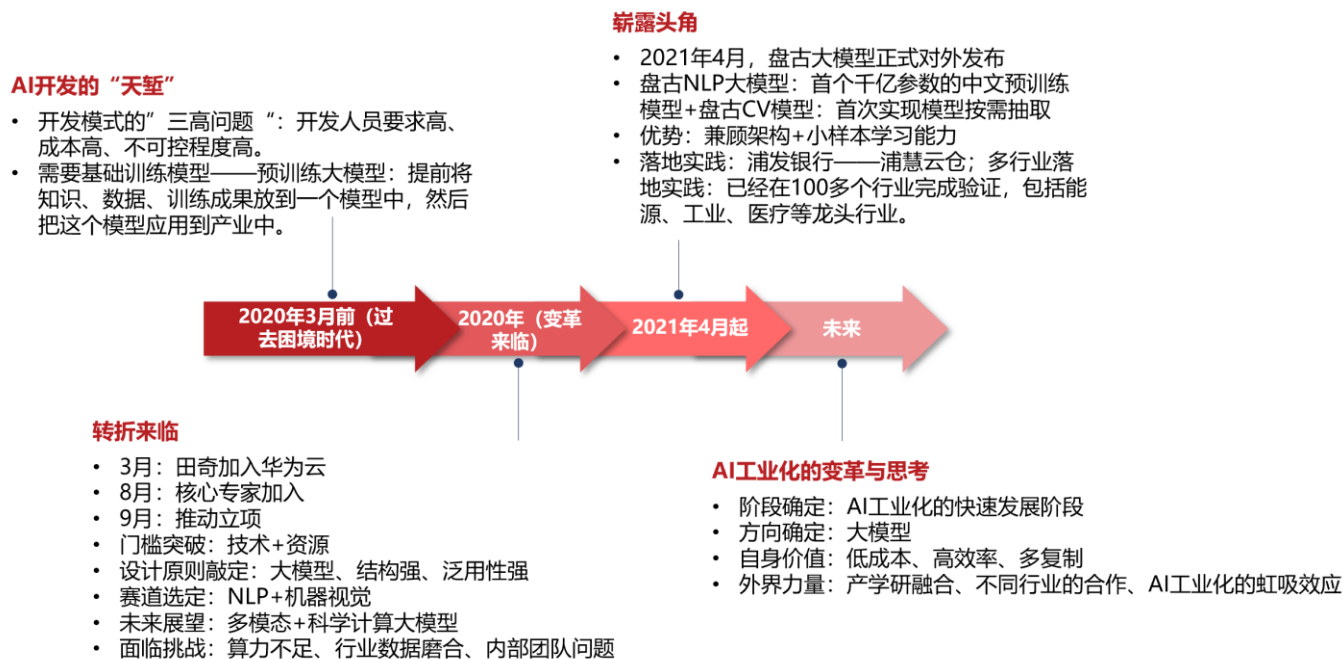 AI开发的“天堑”
• 开发模式的”三高问题“：开发人员要求高、
成本高、不可控程度高。
• 需要基础训练模型——预训练大模型：提前将
知识、数据、训练成果放到一个模型中，然后
把这个模型应用到产业中。
崭露头角
• 2021年4月，盘古大模型正式对外发布
• 盘古NLP大模型：首个千亿参数的中文预训练
模型+盘古CV模型：首次实现模型按需抽取
• 优势：兼顾架构+小样本学习能力
• 落地实践：浦发银行——浦慧云仓；多行业落
地实践：已经在100多个行业完成验证，包括能
源、工业、医疗等龙头行业。
2020年3月前（过
去困境时代）
2020年（变革
来临）
2021年4月起
未来
转折来临
• 3月：田奇加入华为云
• 8月：核心专家加入
• 9月：推动立项
• 门槛突破：技术+资源
• 设计原则敲定：大模型、结构强、泛用性强
• 赛道选定：NLP+机器视觉
• 未来展望：多模态+科学计算大模型
• 面临挑战：算力不足、行业数据磨合、内部团队问题
AI工业化的变革与思考
• 阶段确定：AI工业化的快速发展阶段
• 方向确定：大模型
• 自身价值：低成本、高效率、多复制
• 外界力量：产学研融合、不同行业的合作、AI工业化的虹吸效应